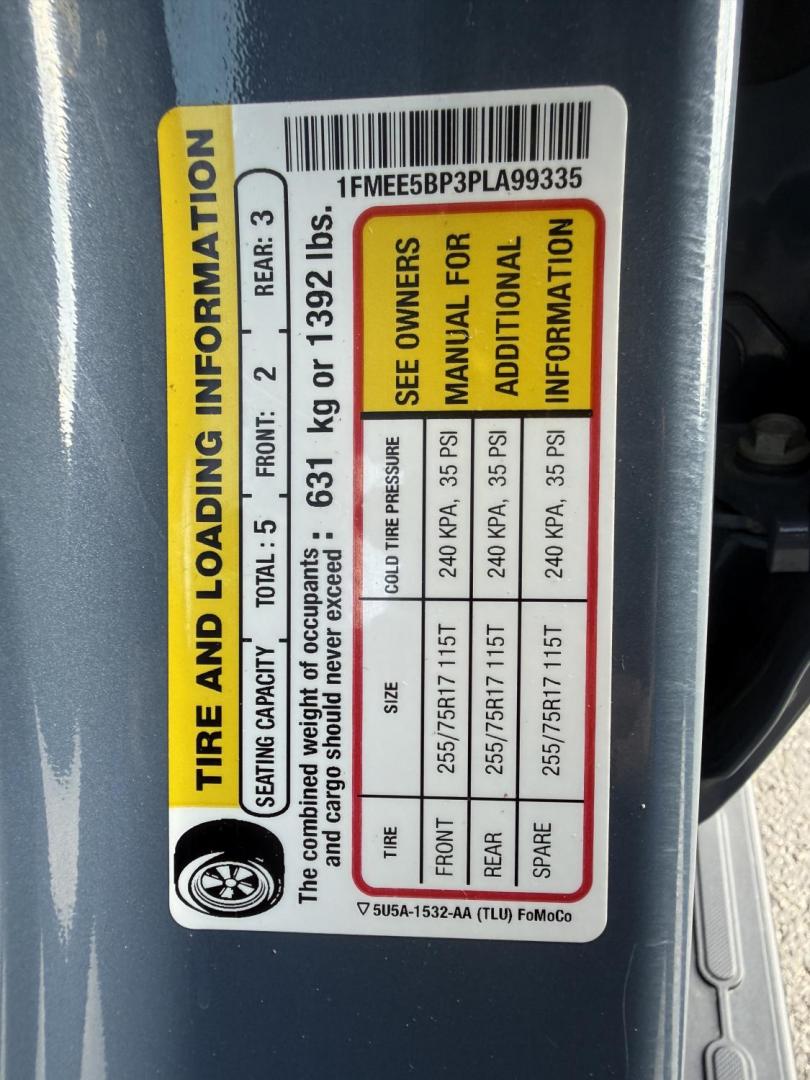 TIRE AND LOADING INFORMATION
SEATING CAPACITY TOTAL : 5 FRONT: 2 REAR: 3
The combined weight of occupants
and cargo should never exceed : 631 kg or 1392 lbs.
1FMEE5BP3PLA99335
TIRE SIZE COLD TIRE PRESSURE
FRONT 255/75R17 115T 240 KPA, 35 PSI
REAR 255/75R17 115T 240 KPA, 35 PSI
SPARE 255/75R17 115T 240 KPA, 35 PSI
SEE OWNERS
MANUAL FOR
ADDITIONAL
INFORMATION
5U5A-1532-AA (TLU) FoMoCo